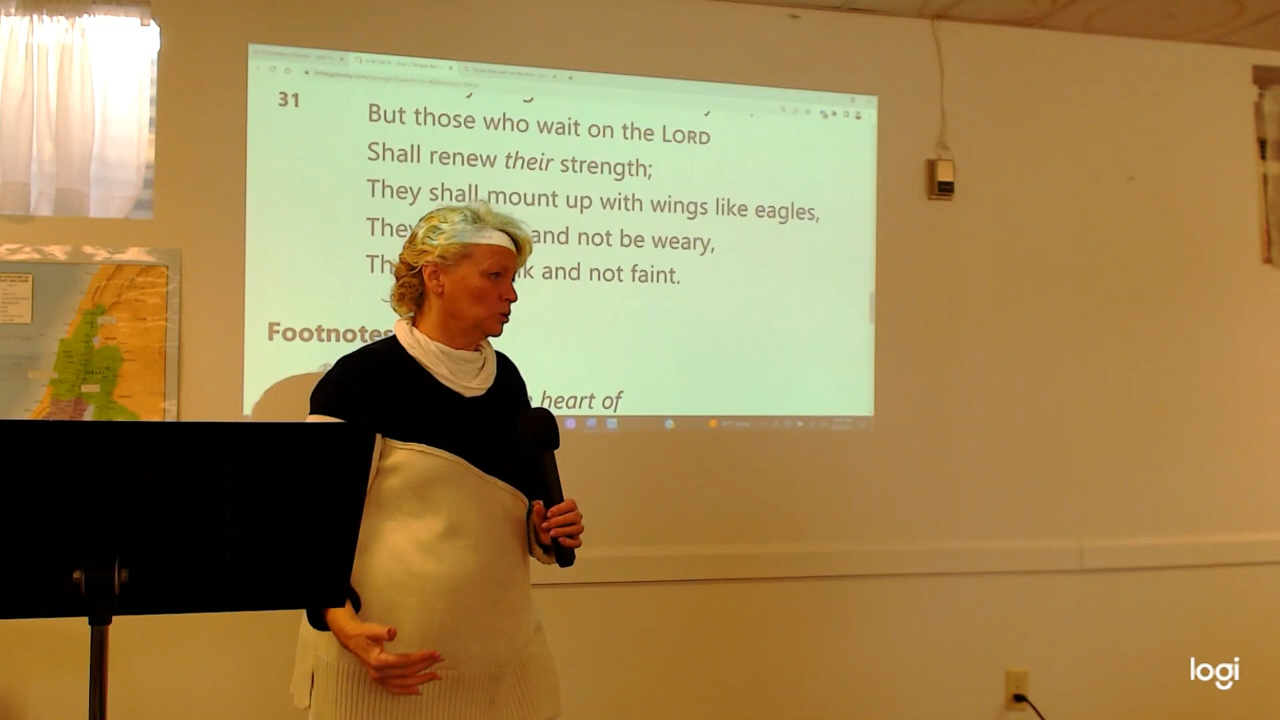 31
But those who wait on the LORD
Shall renew their strength;
They shall mount up with wings like eagles,
They and not be weary,
and not faint.
Footnotes
heart of
logi